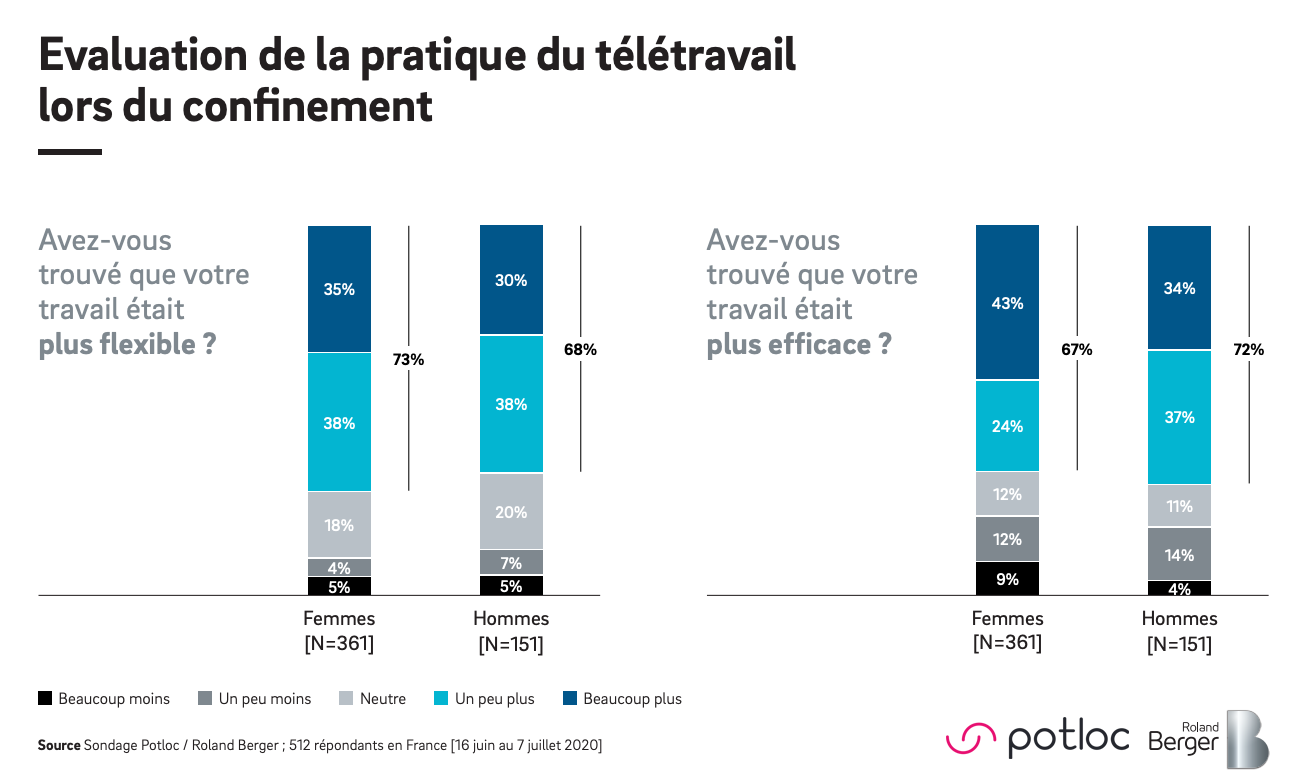 Evaluation de la pratique du télétravail
lors du confinement
Avez-vous
trouvé que votre
travail était
plus flexible ?
35%
38%
18%
4%
5%
73%
Femmes
[N=361]
30%
38%
20%
7%
5%
68%
Hommes
[N=151]
Avez-vous
trouvé que votre
travail était
plus efficace ?
43%
24%
12%
12%
9%
67%
Femmes
[N=361]
34%
37%
11%
14%
4%
72%
Hommes
[N=151]
Beaucoup moins
Un peu moins
Neutre
Un peu plus
Beaucoup plus
Source Sondage Potloc / Roland Berger ; 512 répondants en France [16 juin au 7 juillet 2020]
potloc
Roland
Berger
B